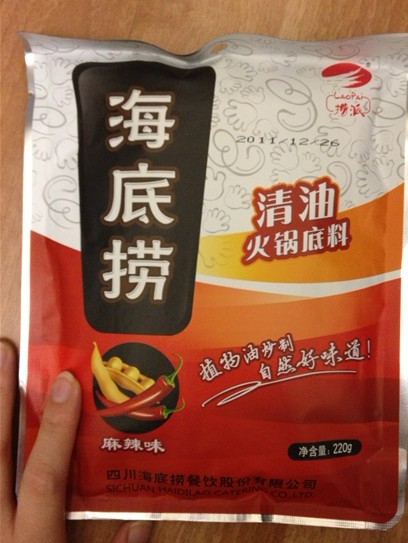 海底捞
LAOPAI
捞派
2011/12/26
清油
火锅底料
植物油炒制
自然好味道!
麻辣味
净含量:220g
四川海底捞餐饮股份有限公司
SICHUAN HAIDILAO CATERING CO.,LTD.